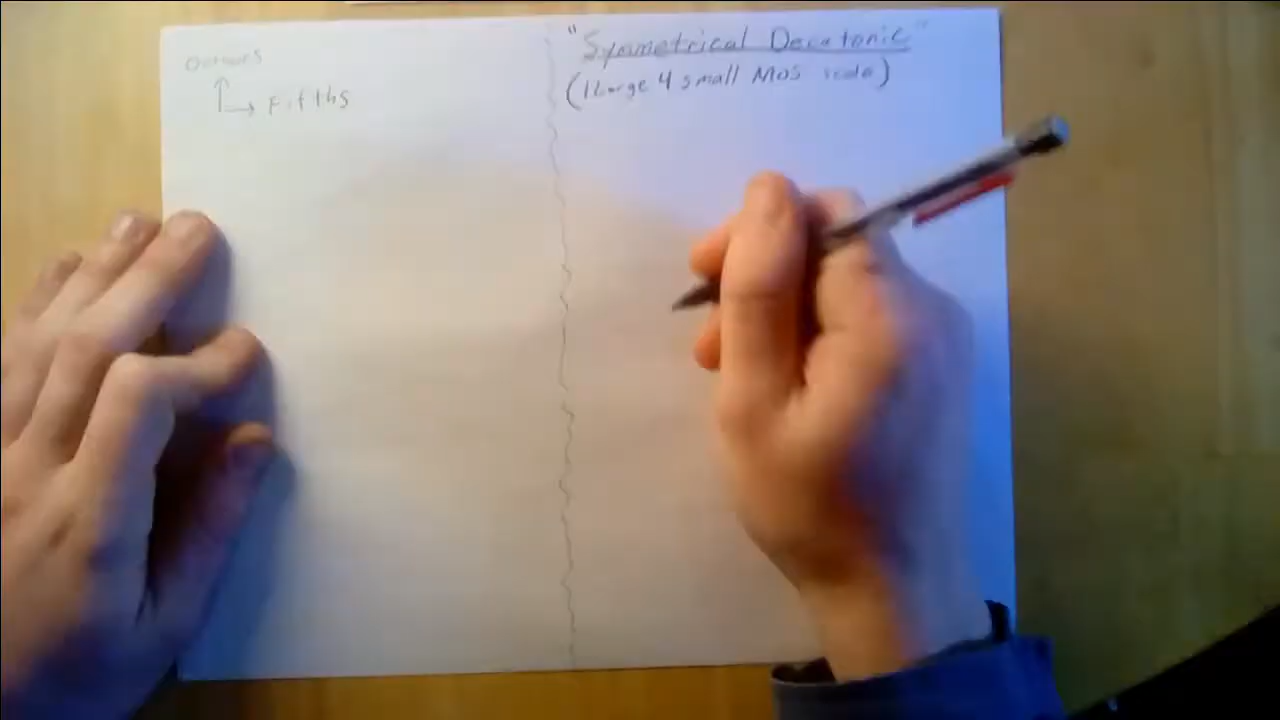 Octaves
Fifths
"Symmetrical Decatonic"
(1 Large 4 small MOS scale)